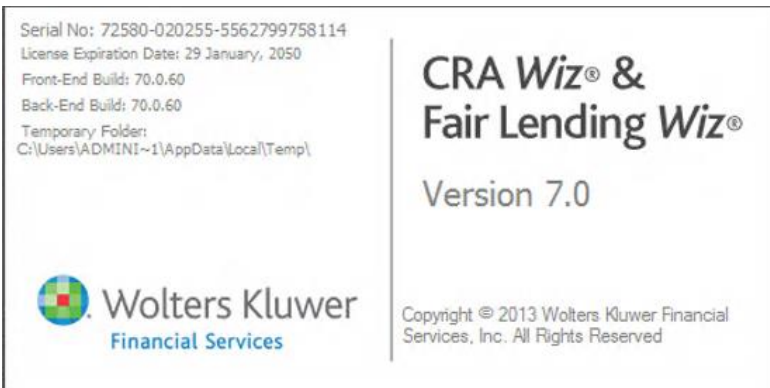 Serial No: 72580-020255-5562799758114
License Expiration Date: 29 January, 2050
Front-End Build: 70.0.60
Back-End Build: 70.0.60
Temporary Folder:
C:\Users\ADMINI~1\AppData\Local\Temp\
Wolters Kluwer
Financial Services
CRA Wiz® &
Fair Lending Wiz®
Version 7.0
Copyright © 2013 Wolters Kluwer Financial
Services, Inc. All Rights Reserved